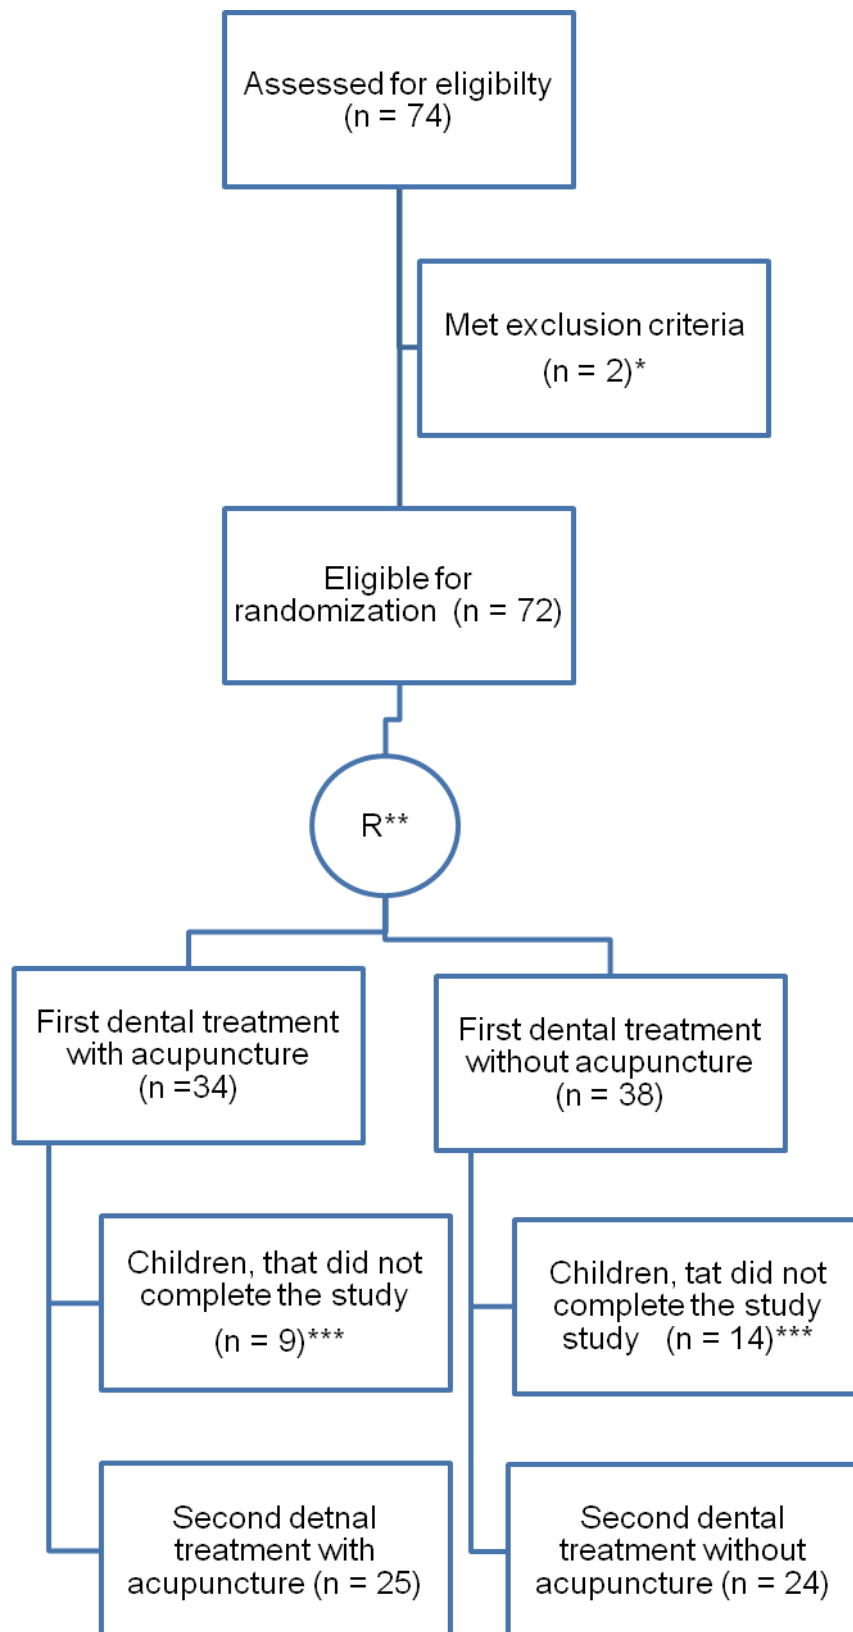 Assessed for eligibilty
(n = 74)
Met exclusion criteria
(n = 2)*
Eligible for
randomization (n = 72)
R**
First dental treatment
with acupuncture
(n =34)
First dental treatment
without acupuncture
(n = 38)
Children, that did not
complete the study
(n = 9)***
Children, tat did not
complete the study
study (n = 14)***
Second detnal
treatment with
acupuncture (n = 25)
Second dental
treatment without
acupuncture (n = 24)